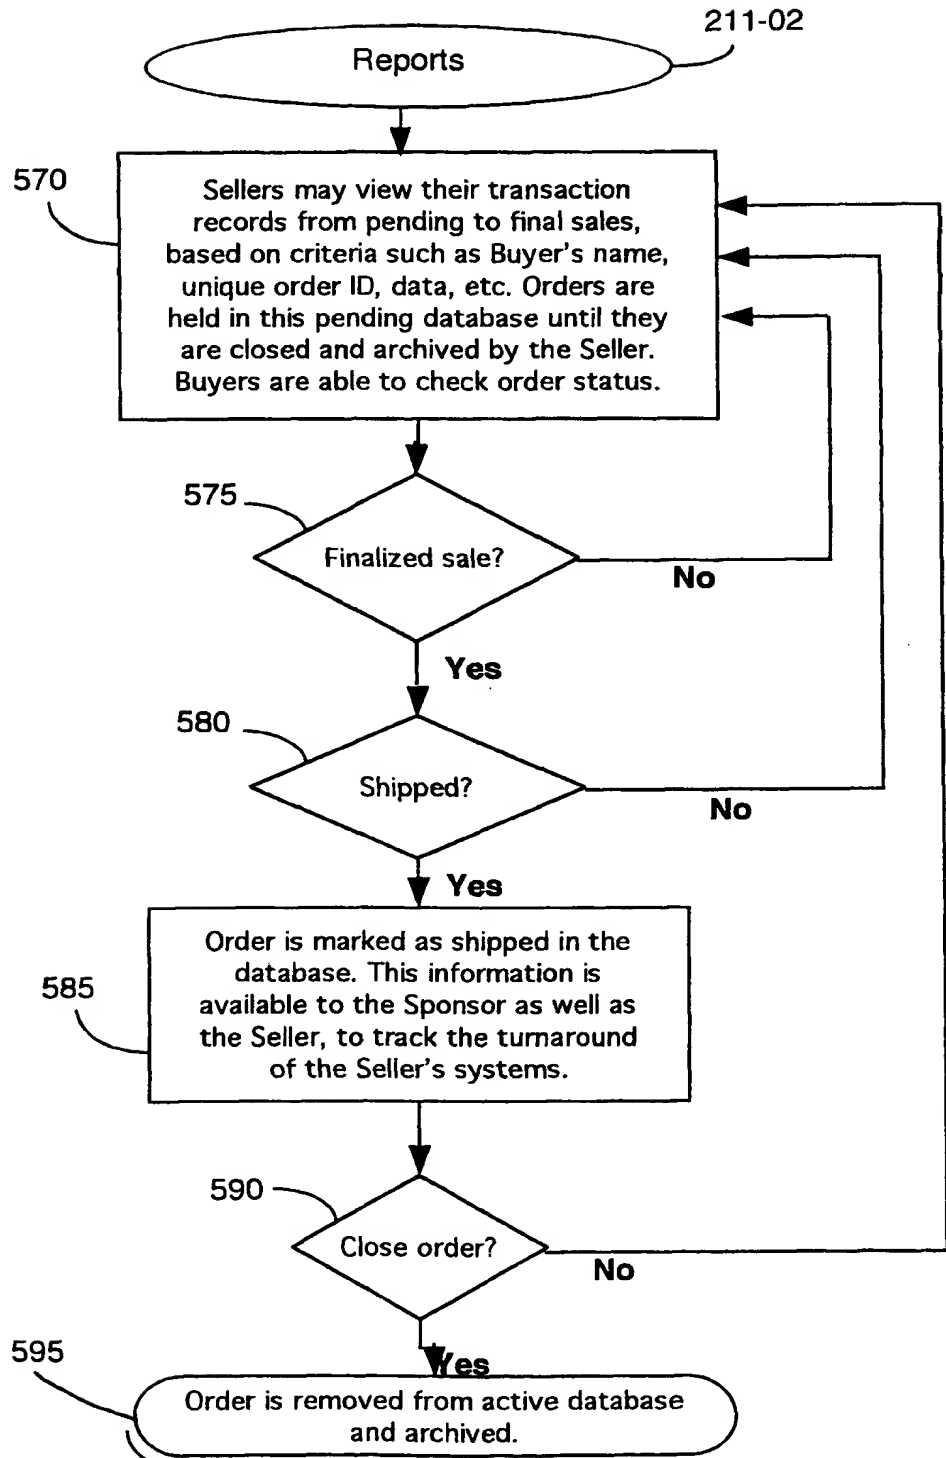 211-02
Reports
570
Sellers may view their transaction
records from pending to final sales,
based on criteria such as Buyer's name,
unique order ID, data, etc. Orders are
held in this pending database until they
are closed and archived by the Seller.
Buyers are able to check order status.
575
Finalized sale?
No
Yes
580
Shipped?
No
Yes
585
Order is marked as shipped in the
database. This information is
available to the Sponsor as well as
the Seller, to track the turnaround
of the Seller's systems.
590
Close order?
No
Yes
595
Order is removed from active database
and archived.